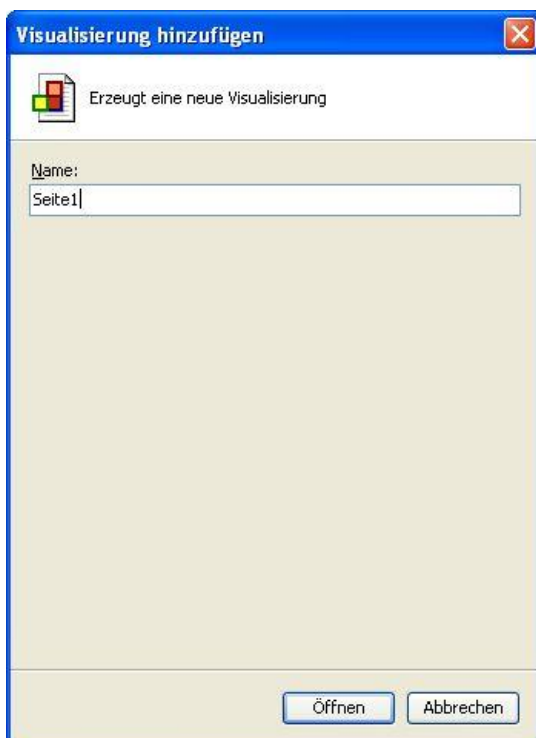 Visualisierung hinzufügen
Erzeugt eine neue Visualisierung
Name:
Seite1
Öffnen Abbrechen